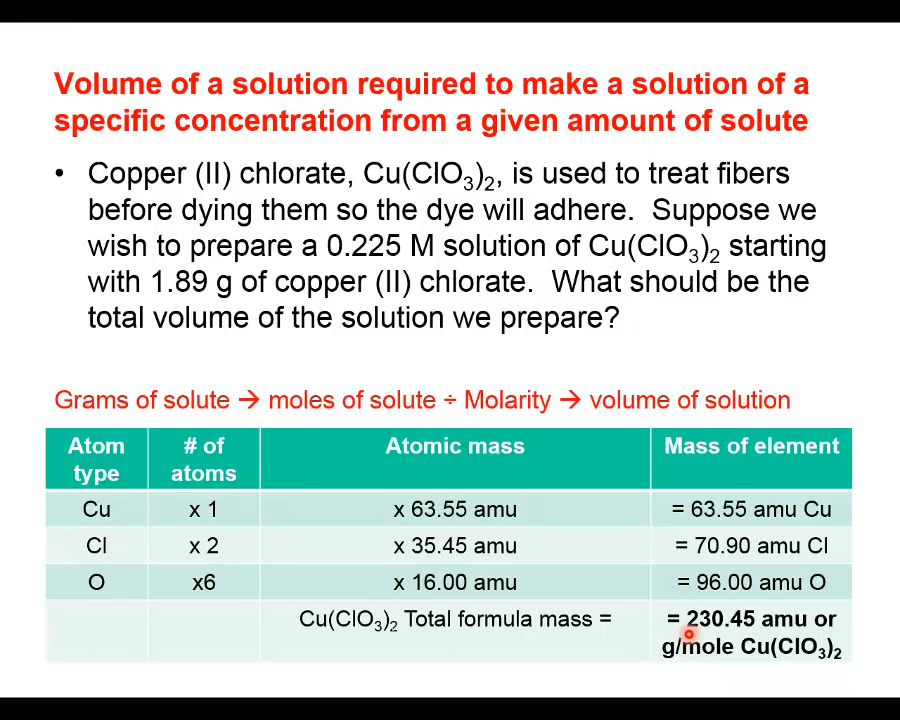 Volume of a solution required to make a solution of a
specific concentration from a given amount of solute
• Copper (II) chlorate, Cu(ClO₃)₂, is used to treat fibers
before dying them so the dye will adhere. Suppose we
wish to prepare a 0.225 M solution of Cu(ClO₃)₂ starting
with 1.89 g of copper (II) chlorate. What should be the
total volume of the solution we prepare?
Grams of solute → moles of solute ÷ Molarity → volume of solution
Atom type # of atoms Atomic mass Mass of element
Cu x 1 x 63.55 amu = 63.55 amu Cu
Cl x 2 x 35.45 amu = 70.90 amu Cl
O x6 x 16.00 amu = 96.00 amu O
Cu(ClO₃)₂ Total formula mass = = 230.45 amu or
g/mole Cu(ClO₃)₂